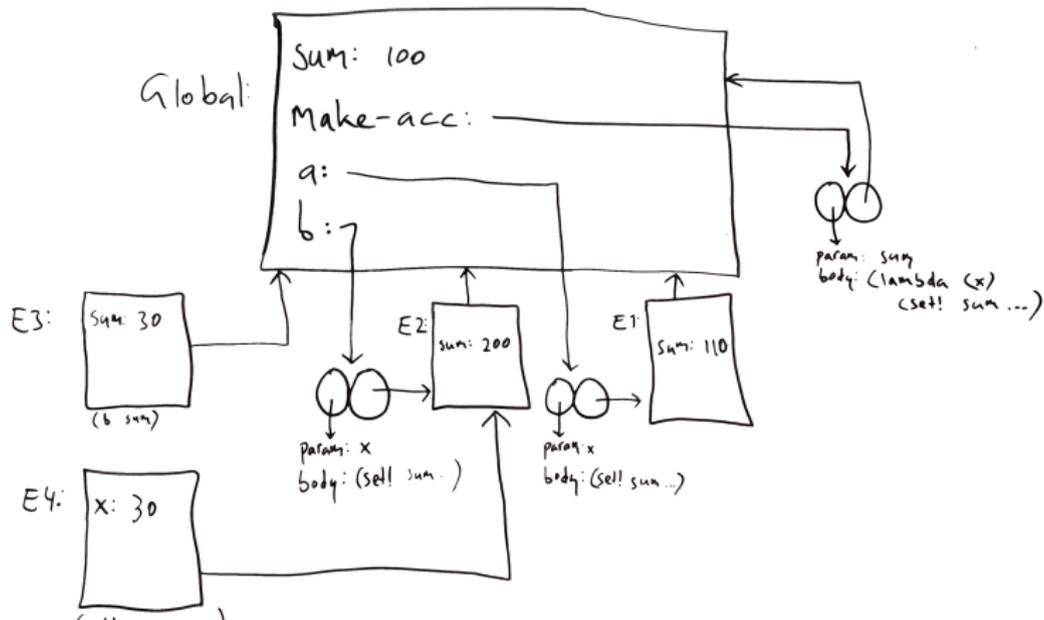 Global:
Sum: 100
Make-acc:
a:
b:
param: sum
body: (lambda (x)
(set! sum ...)
E3:
Sum: 30
(b sum)
E2:
sum: 200
E1:
Sum: 110
param: x
body: (set! sum..)
param: x
body: (set! sum...)
E4:
X: 30